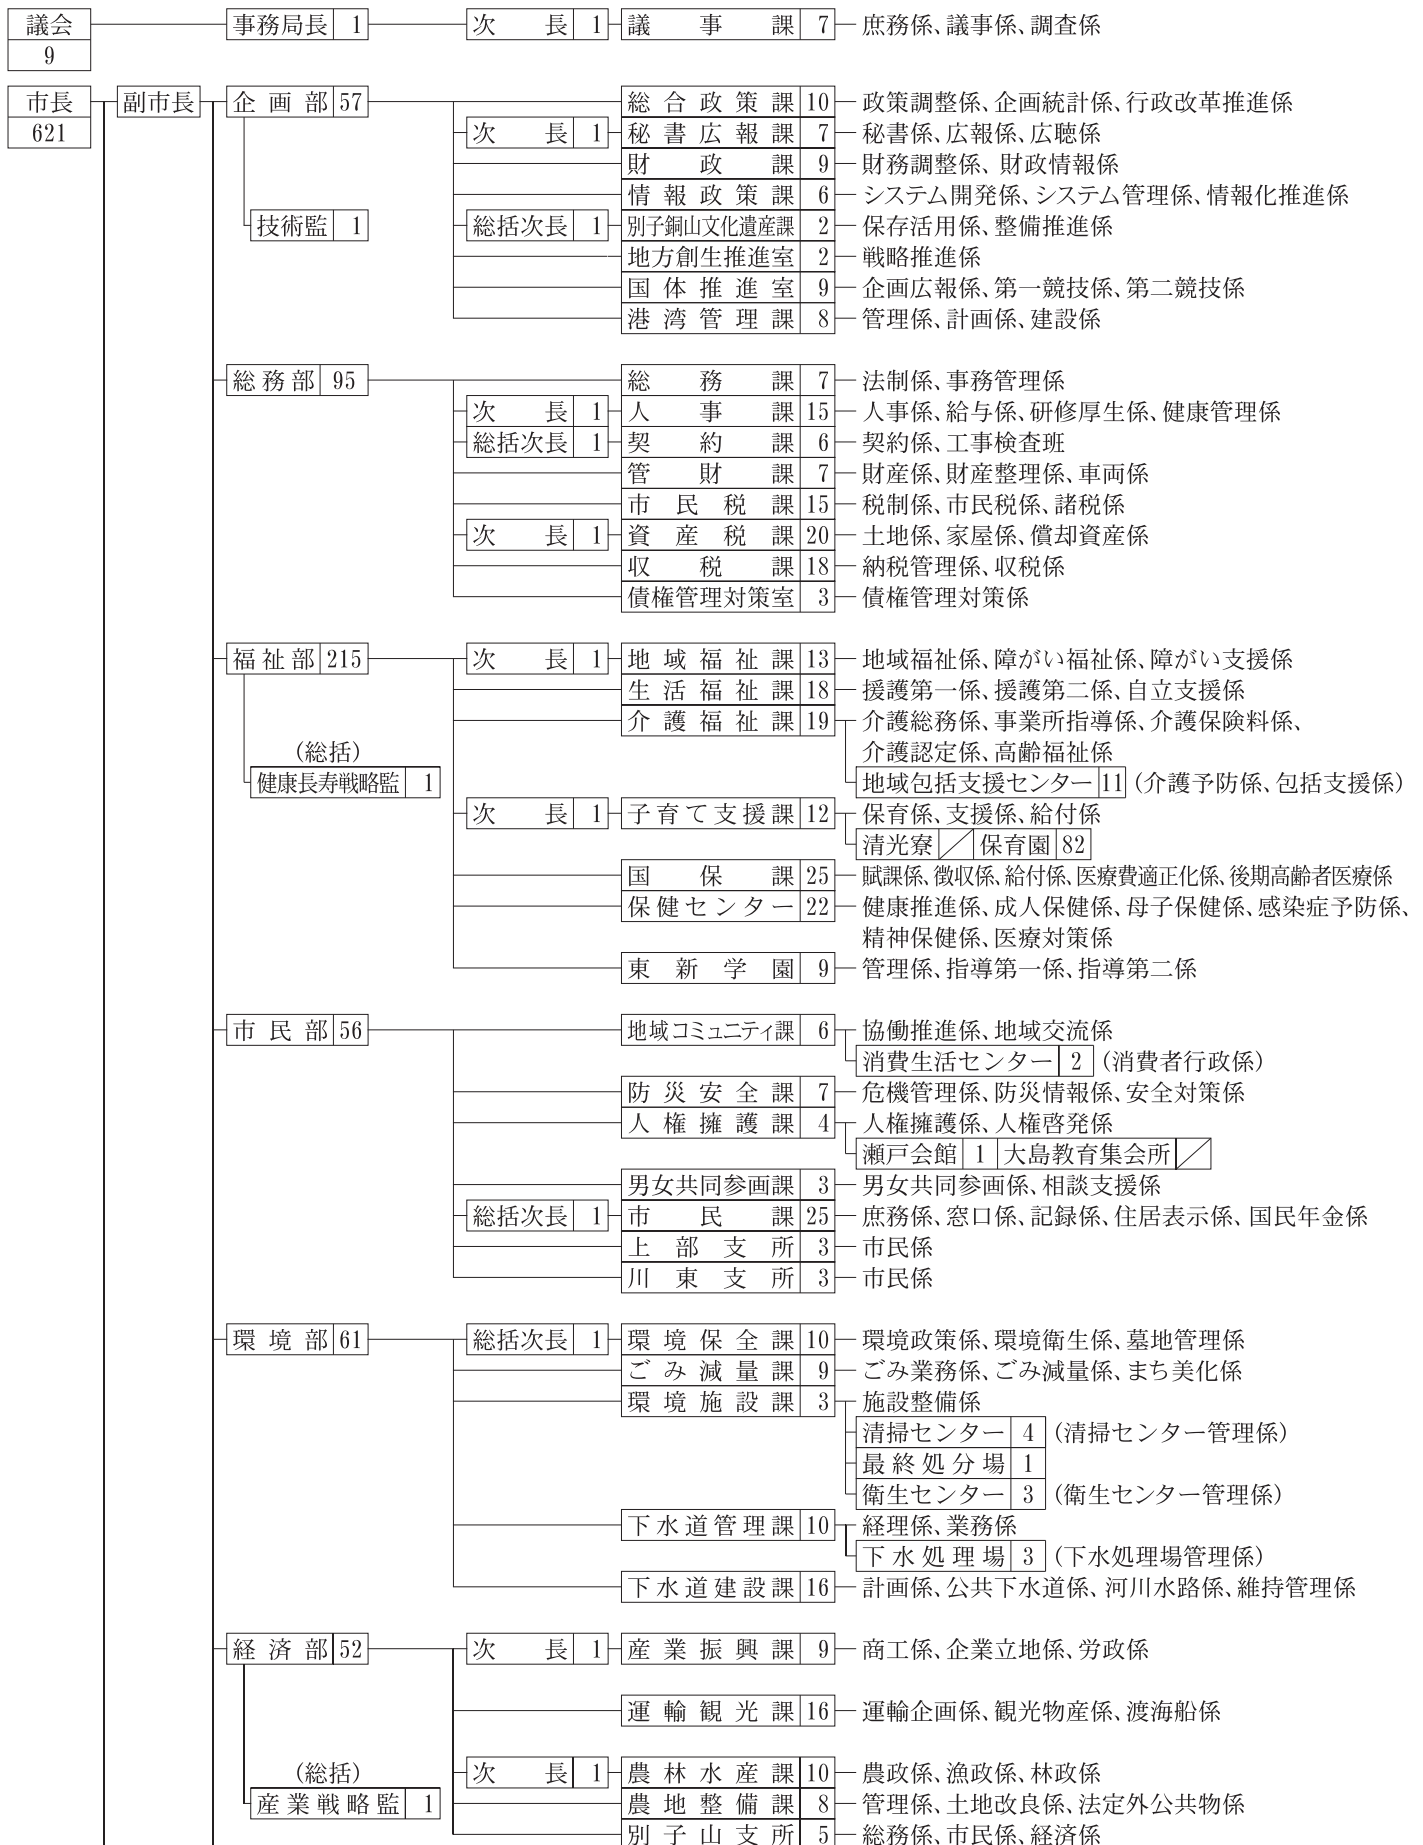 議会 事務局長 1 次長 1 議事課 7 庶務係、議事係、調査係
9
市長 副市長 企画部 57 総合政策課 10 政策調整係、企画統計係、行政改革推進係
621 次長 1 秘書広報課 7 秘書係、広報係、広聴係
財政課 9 財務調整係、財政情報係
情報政策課 6 システム開発係、システム管理係、情報化推進係
技術監 1 総括次長 1 別子銅山文化遺産課 2 保存活用係、整備推進係
地方創生推進室 2 戦略推進係
国体推進室 9 企画広報係、第一競技係、第二競技係
港湾管理課 8 管理係、計画係、建設係
総務部 95 総務課 7 法制係、事務管理係
次長 1 人事課 15 人事係、給与係、研修厚生係、健康管理係
総括次長 1 契約課 6 契約係、工事検査班
管財課 7 財産係、財産整理係、車両係
市民税課 15 税制係、市民税係、諸税係
次長 1 資産税課 20 土地係、家屋係、償却資産係
収税課 18 納税管理係、収税係
債権管理対策室 3 債権管理対策係
福祉部 215 次長 1 地域福祉課 13 地域福祉係、障がい福祉係、障がい支援係
生活福祉課 18 援護第一係、援護第二係、自立支援係
介護福祉課 19 介護総務係、事業所指導係、介護保険料係、
(総括) 介護認定係、高齢福祉係
健康長寿戦略監 1 地域包括支援センター 11 (介護予防係、包括支援係)
次長 1 子育て支援課 12 保育係、支援係、給付係
清光寮 ／ 保育園 82
国保課 25 賦課係、徴収係、給付係、医療費適正化係、後期高齢者医療係
保健センター 22 健康推進係、成人保健係、母子保健係、感染症予防係、
精神保健係、医療対策係
東新学園 9 管理係、指導第一係、指導第二係
市民部 56 地域コミュニティ課 6 協働推進係、地域交流係
消費生活センター 2 (消費者行政係)
防災安全課 7 危機管理係、防災情報係、安全対策係
人権擁護課 4 人権擁護係、人権啓発係
瀬戸会館 1 大島教育集会所 ／
男女共同参画課 3 男女共同参画係、相談支援係
総括次長 1 市民課 25 庶務係、窓口係、記録係、住居表示係、国民年金係
上部支所 3 市民係
川東支所 3 市民係
環境部 61 総括次長 1 環境保全課 10 環境政策係、環境衛生係、墓地管理係
ごみ減量課 9 ごみ業務係、ごみ減量係、まち美化係
環境施設課 3 施設整備係
清掃センター 4 (清掃センター管理係)
最終処分場 1
衛生センター 3 (衛生センター管理係)
下水道管理課 10 経理係、業務係
下水処理場 3 (下水処理場管理係)
下水道建設課 16 計画係、公共下水道係、河川水路係、維持管理係
経済部 52 次長 1 産業振興課 9 商工係、企業立地係、労政係
運輸観光課 16 運輸企画係、観光物産係、渡海船係
(総括) 次長 1 農林水産課 10 農政係、漁政係、林政係
産業戦略監 1 農地整備課 8 管理係、土地改良係、法定外公共物係
別子山支所 5 総務係、市民係、経済係